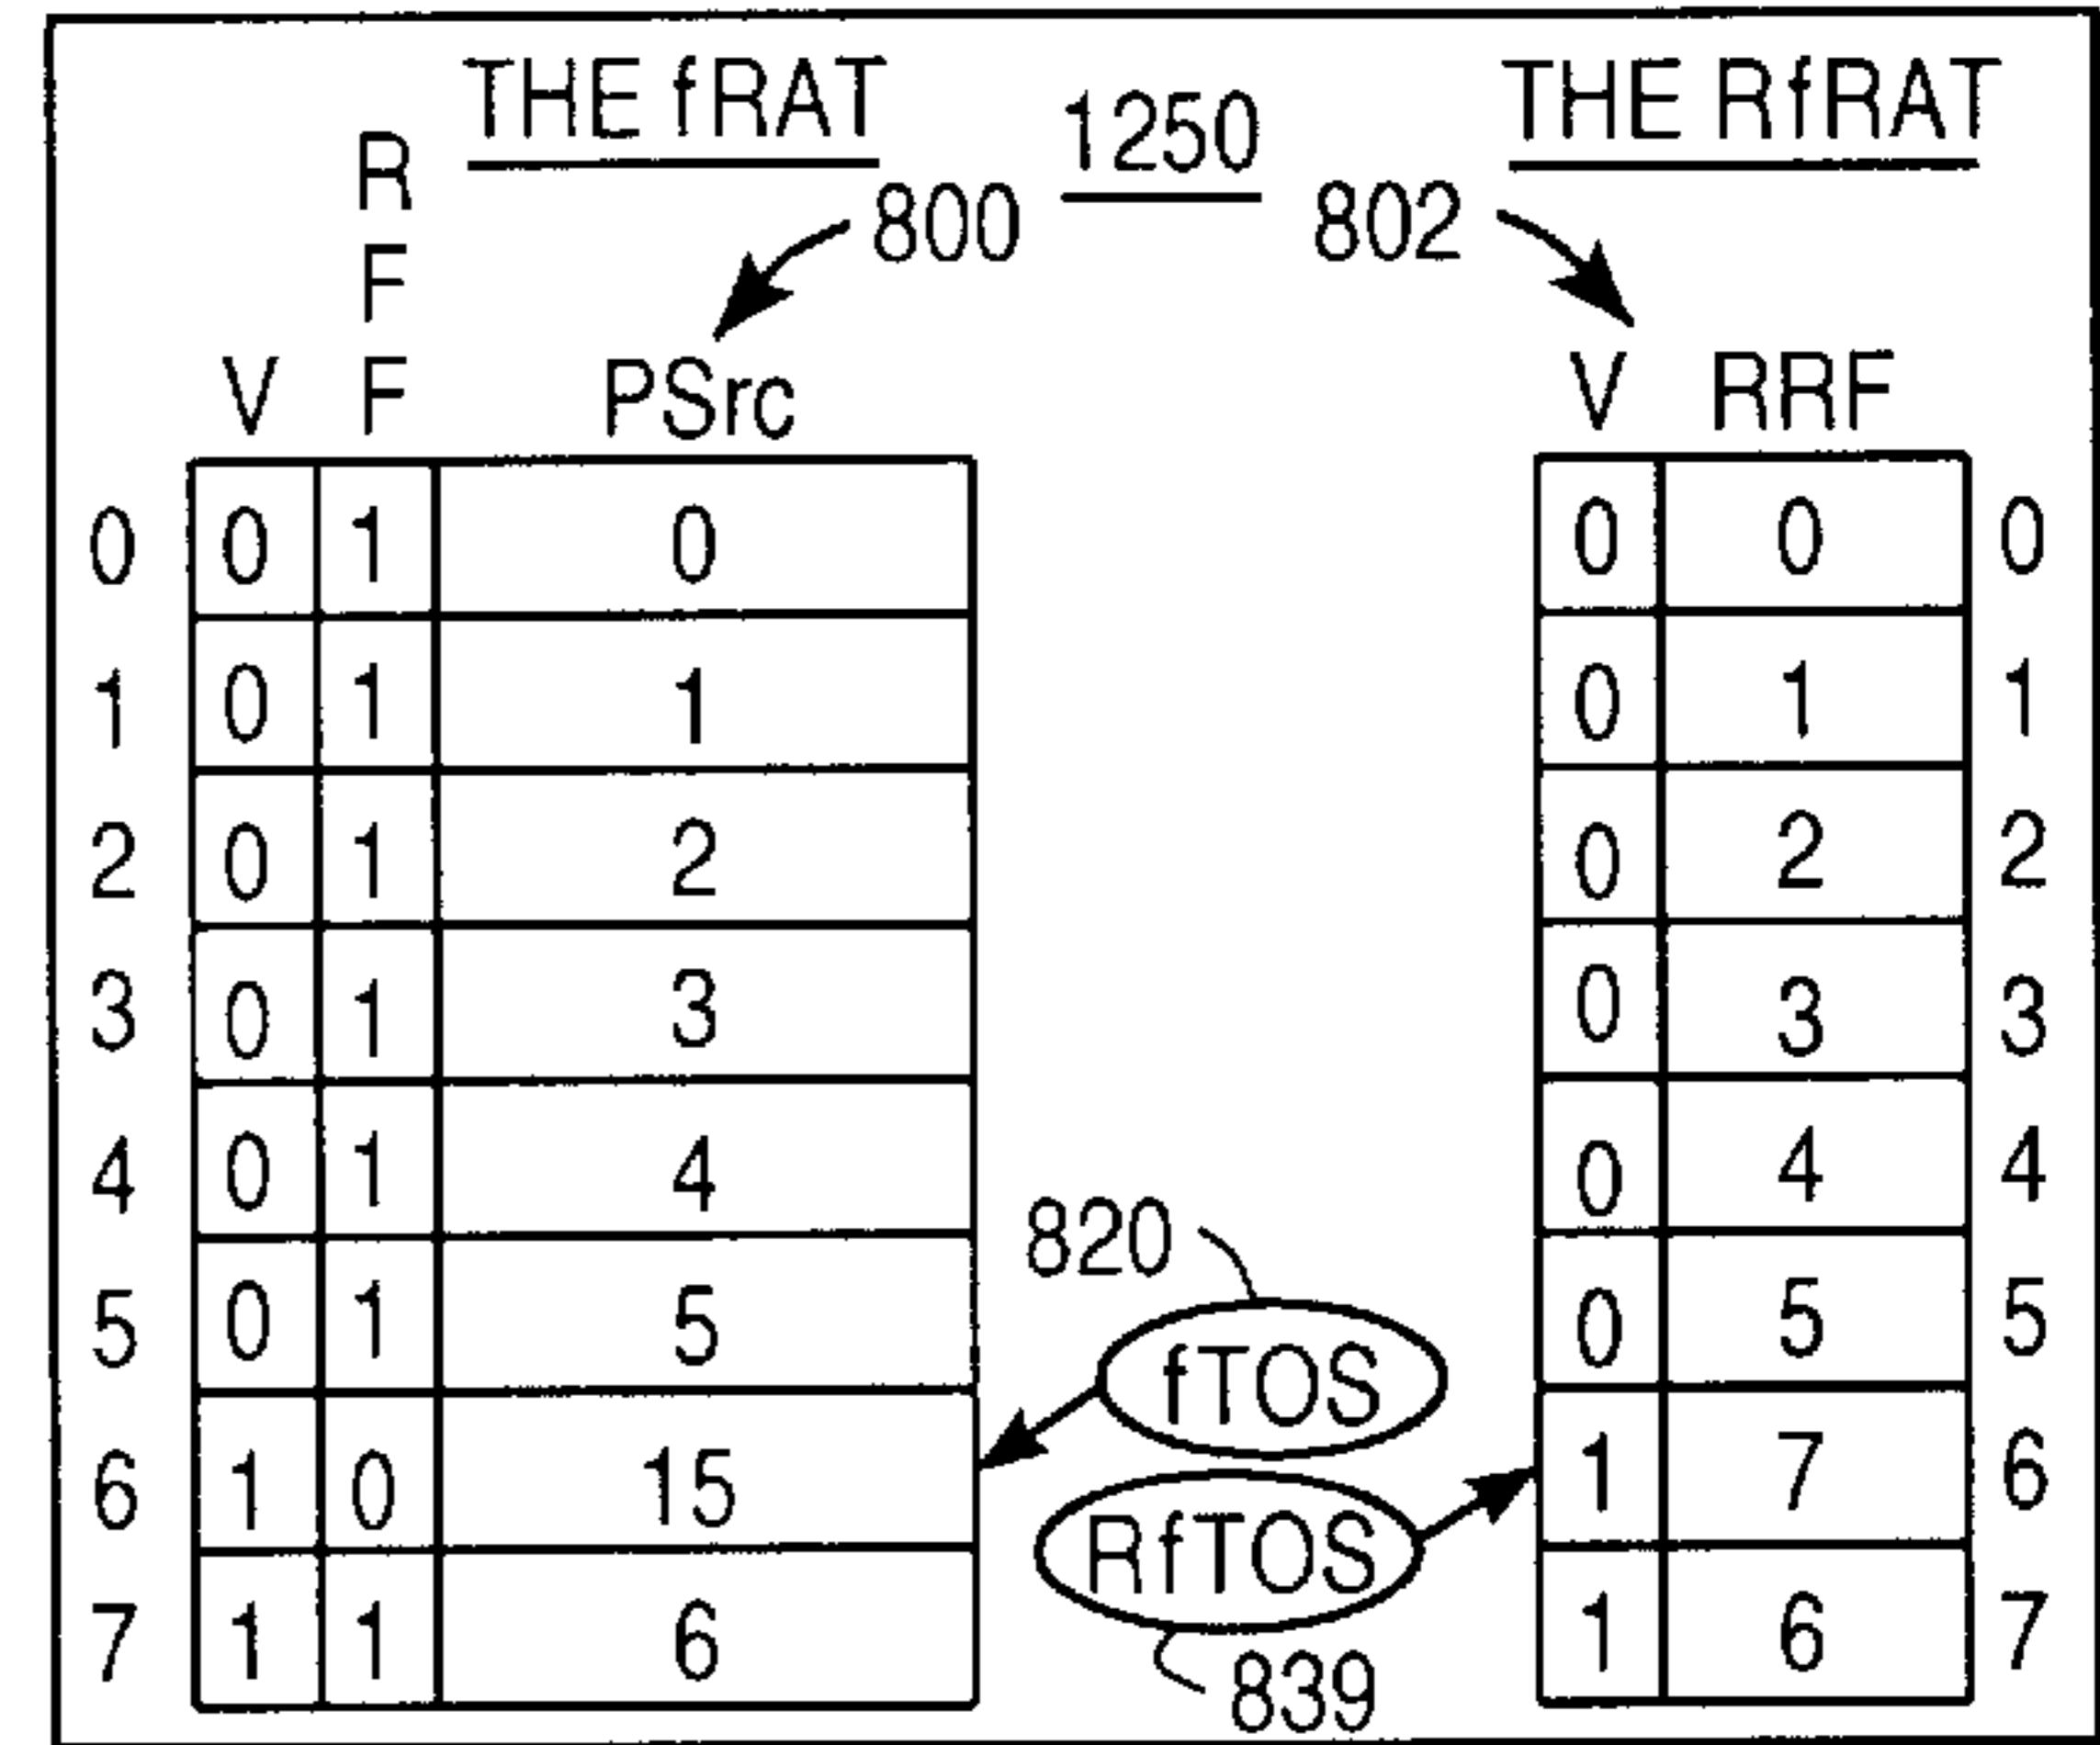 THE fRAT 1250 THE RfRAT
800 802
V RFF PSrc V RRF
0 0 1 0 0 0 0
1 0 1 1 0 1 1
2 0 1 2 0 2 2
3 0 1 3 0 3 3
4 0 1 4 0 4 4
820
5 0 1 5 0 5 5
fTOS
6 1 0 15 1 7 6
RfTOS
7 1 1 6 1 6 7
839